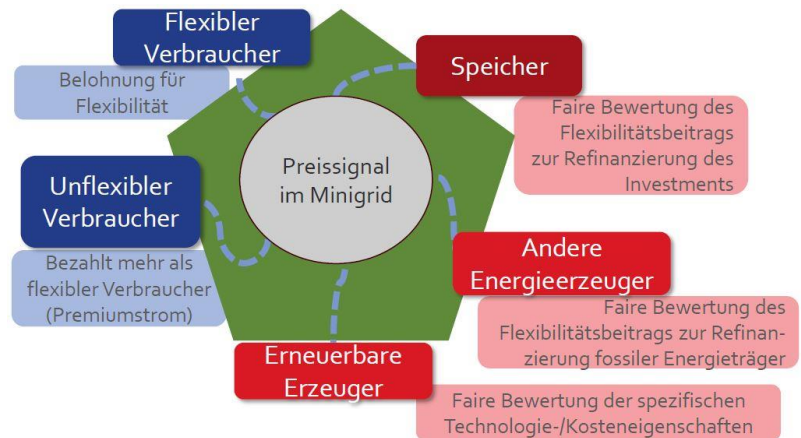 Flexibler
Verbraucher
Belohnung für
Flexibilität
Speicher
Faire Bewertung des
Flexibilitätsbeitrags
zur Refinanzierung des
Investments
Preissignal
im Minigrid
Unflexibler
Verbraucher
Bezahlt mehr als
flexibler Verbraucher
(Premiumstrom)
Andere
Energieerzeuger
Faire Bewertung des
Flexibilitätsbeitrags zur Refinan-
zierung fossiler Energieträger
Erneuerbare
Erzeuger
Faire Bewertung der spezifischen
Technologie-/Kosteneigenschaften